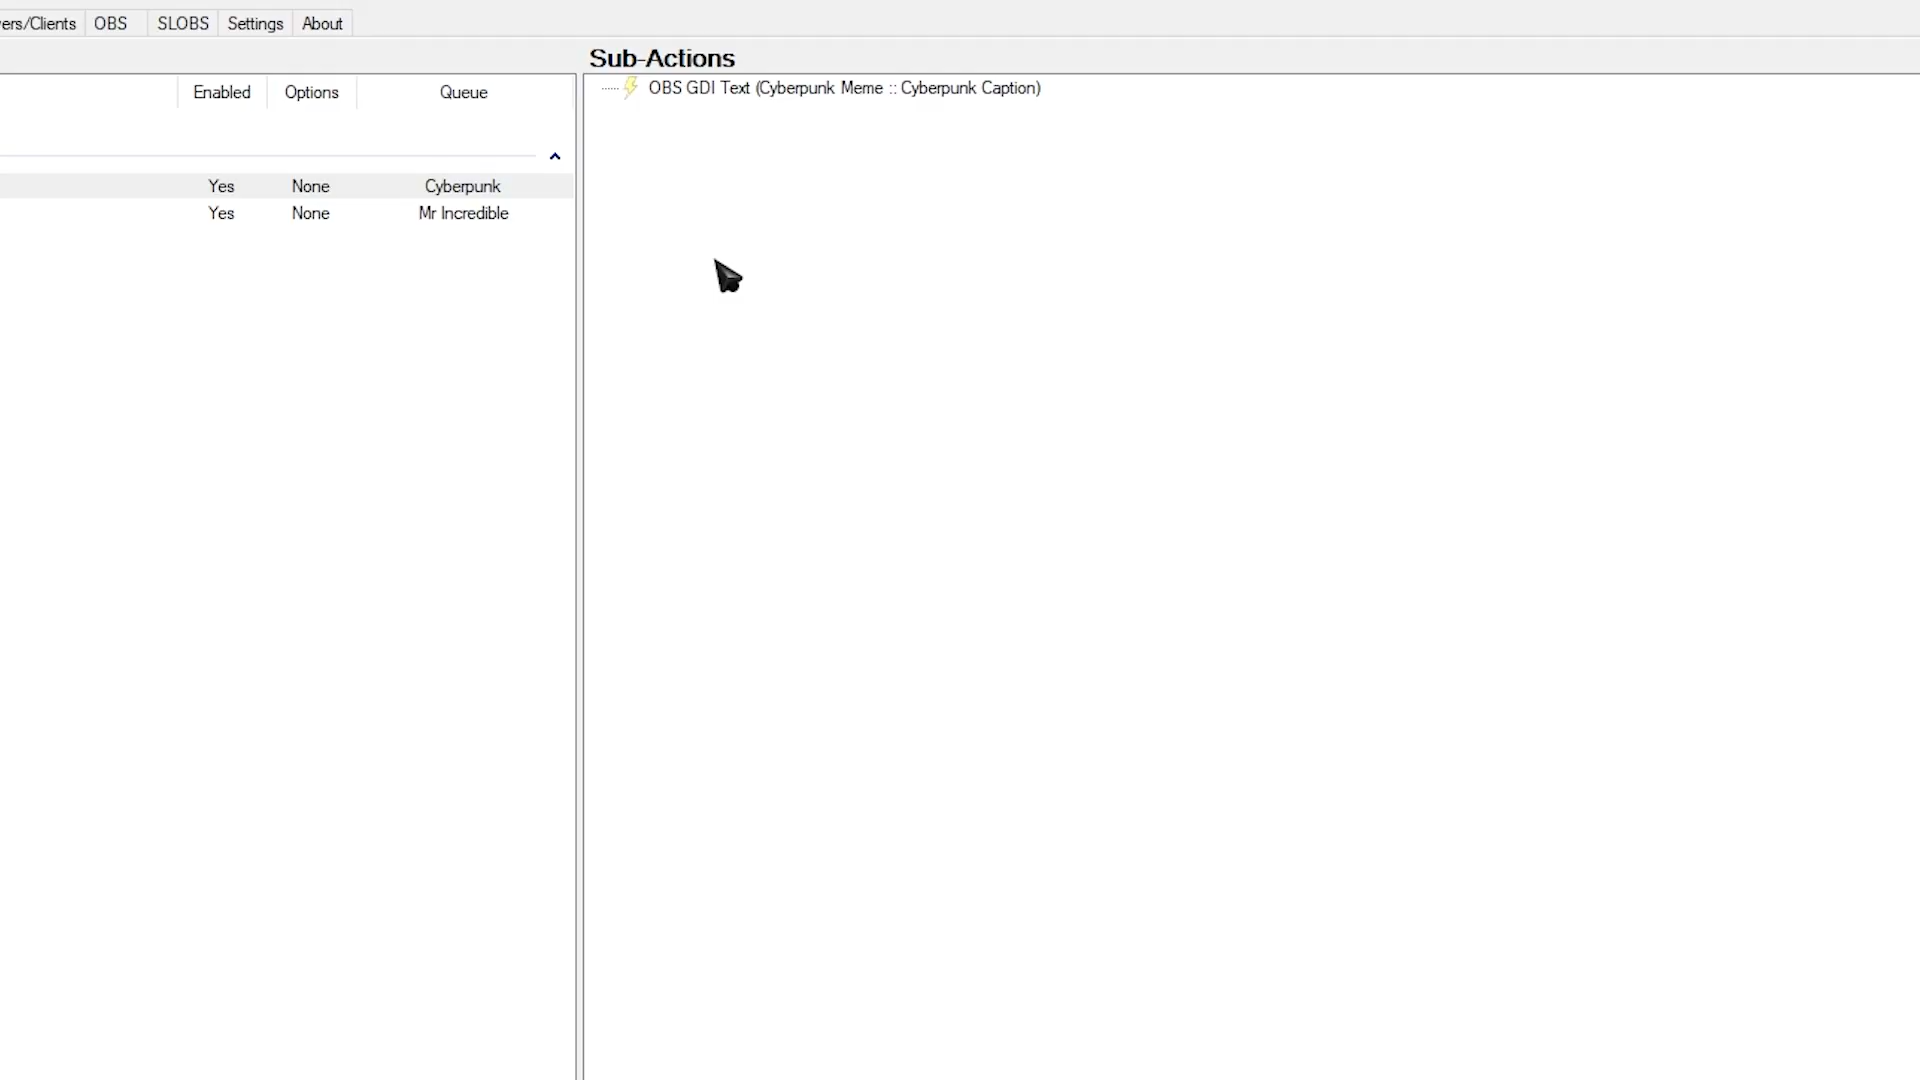 ers/Clients OBS SLOBS Settings About
Sub-Actions
Enabled Options Queue
OBS GDI Text (Cyberpunk Meme :: Cyberpunk Caption)
Yes None Cyberpunk
Yes None Mr Incredible